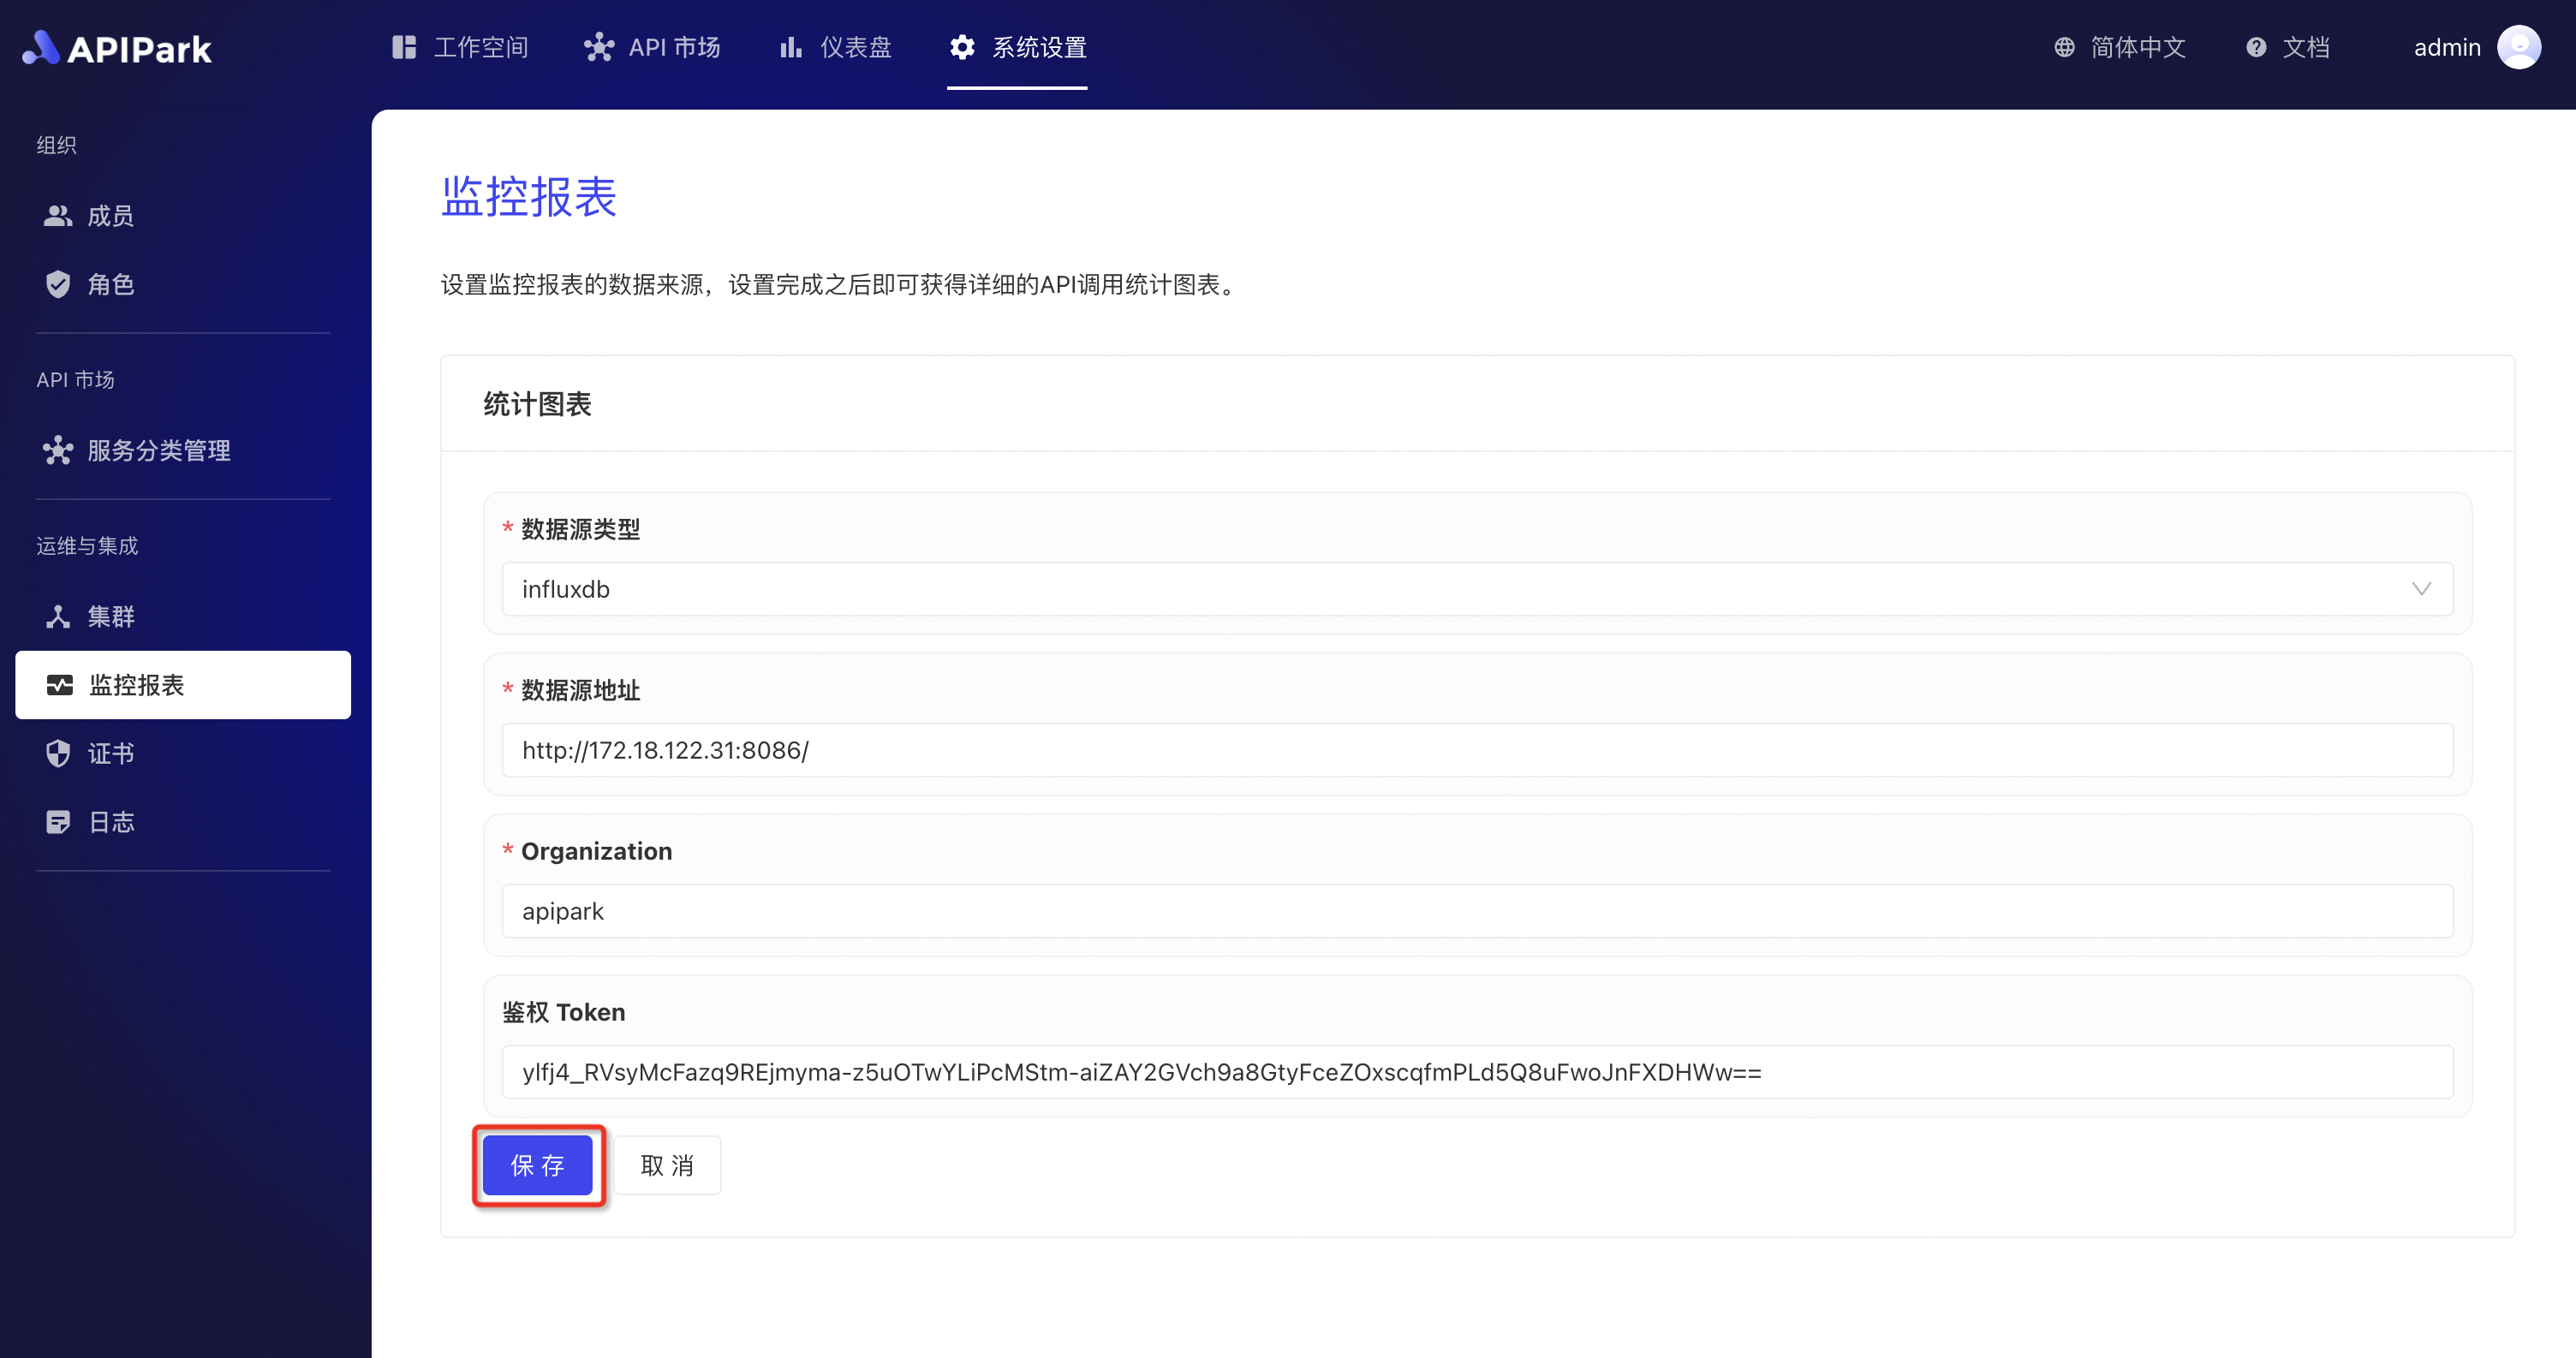 APIPark
工作空间
API 市场
仪表盘
系统设置
简体中文
文档
admin
组织
成员
角色
API 市场
服务分类管理
运维与集成
集群
监控报表
证书
日志
监控报表
设置监控报表的数据来源，设置完成之后即可获得详细的API调用统计图表。
统计图表
* 数据源类型
influxdb
* 数据源地址
http://172.18.122.31:8086/
* Organization
apipark
鉴权 Token
ylfj4_RVsyMcFazq9REjmyma-z5uOTwYLiPcMStm-aiZAY2GVch9a8GtyFceZOxscqfmPLd5Q8uFwoJnFXDHWw==
保 存
取 消